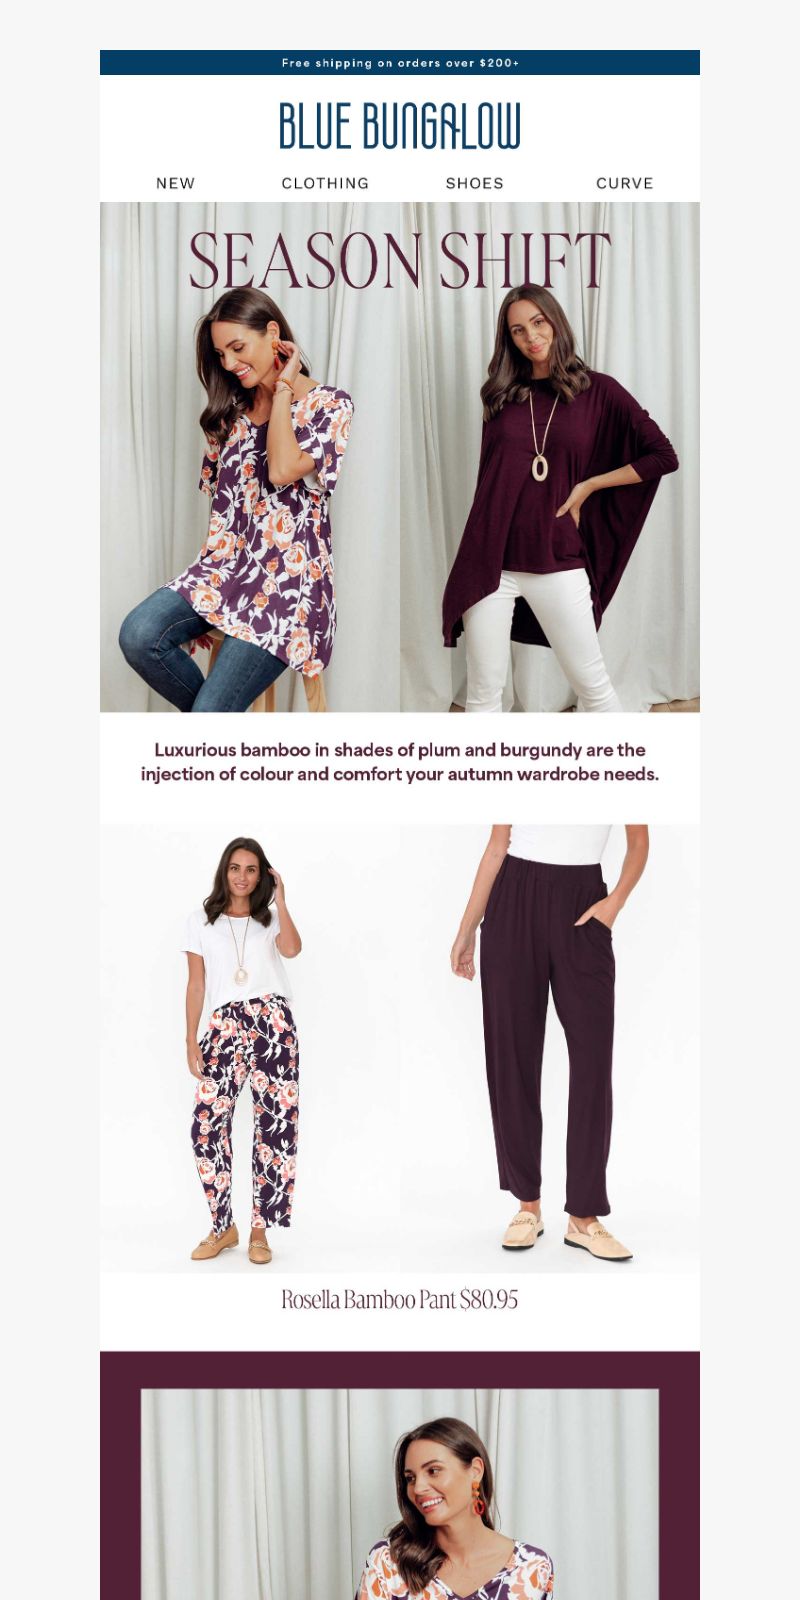 Free shipping on orders over $200+
BLUE BUNGALOW
NEW CLOTHING SHOES CURVE
SEASON SHIFT
Luxurious bamboo in shades of plum and burgundy are the
injection of colour and comfort your autumn wardrobe needs.
Rosella Bamboo Pant $80.95